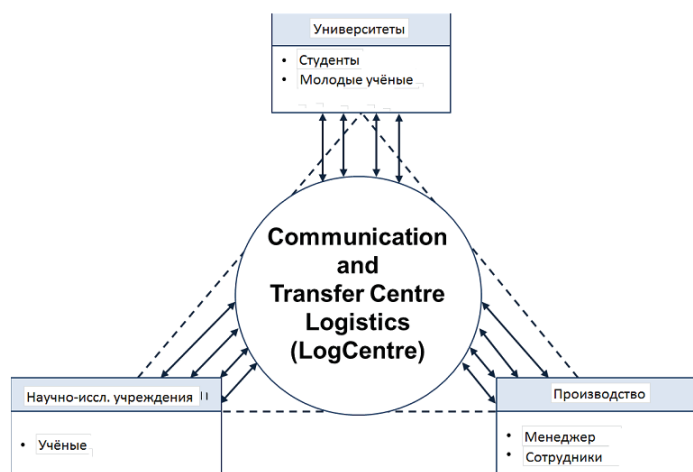 Университеты
• Студенты
• Молодые учёные
Communication
and
Transfer Centre
Logistics
(LogCentre)
Научно-иссл. учреждения
• Учёные
Производство
• Менеджер
• Сотрудники